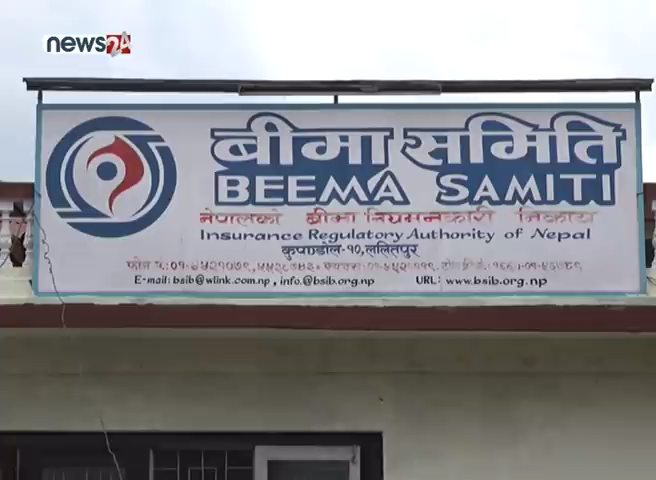 news24
बीमा समिति
BEEMA SAMITI
नेपालको बीमा नियमनकारी निकाय
Insurance Regulatory Authority of Nepal
कुपण्डोल-१०, ललितपुर
फोन नं.:
E-mail: bsib@wlink.com.np , info.@bsib.org.np URL: www.bsib.org.np